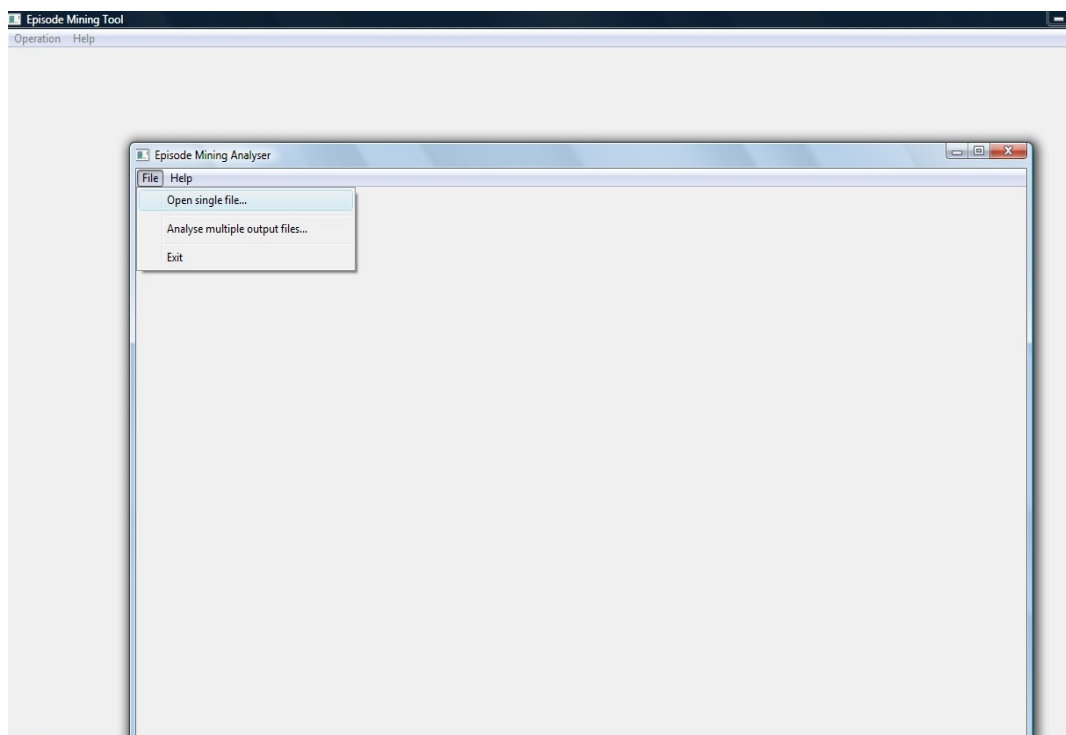 Episode Mining Tool
Operation Help
Episode Mining Analyser
File Help
Open single file...
Analyse multiple output files...
Exit